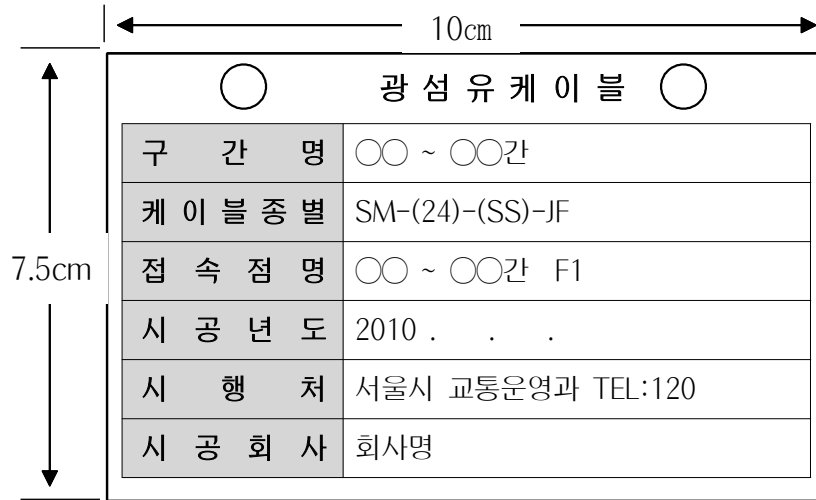 10㎝
광 섬 유 케 이 블
구 간 명 ○○ ~ ○○간
케 이 블 종 별 SM-(24)-(SS)-JF
7.5cm
접 속 점 명 ○○ ~ ○○간 F1
시 공 년 도 2010 . . .
시 행 처 서울시 교통운영과 TEL:120
시 공 회 사 회사명